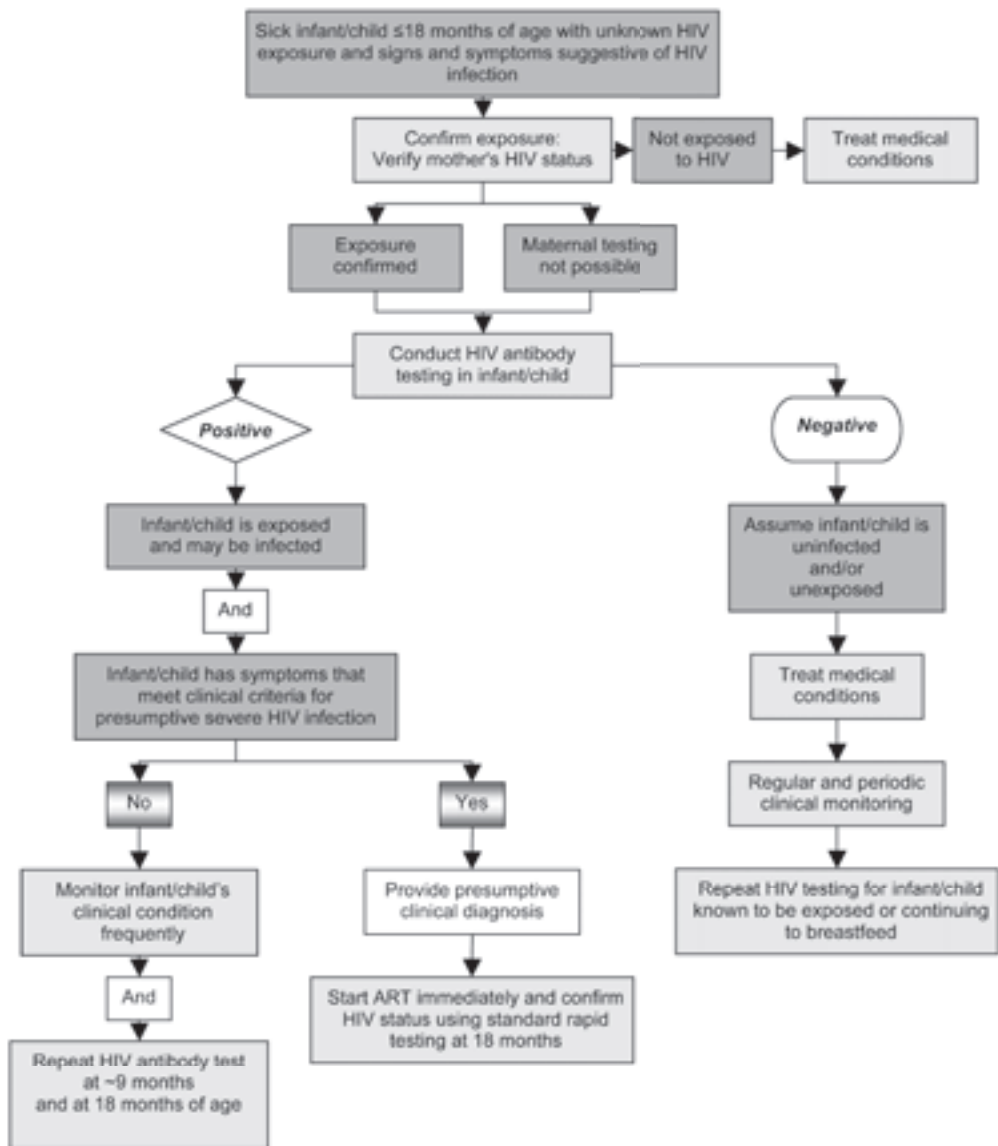 Sick infant/child ≤18 months of age with unknown HIV
exposure and signs and symptoms suggestive of HIV
infection
Confirm exposure:
Verify mother's HIV status
Not exposed
to HIV
Treat medical
conditions
Exposure
confirmed
Maternal testing
not possible
Conduct HIV antibody
testing in infant/child
Positive
Negative
Infant/child is exposed
and may be infected
Assume infant/child is
uninfected
and/or
unexposed
And
Infant/child has symptoms that
meet clinical criteria for
presumptive severe HIV infection
Treat medical
conditions
No
Yes
Regular and periodic
clinical monitoring
Monitor infant/child's
clinical condition
frequently
Provide presumptive
clinical diagnosis
Repeat HIV testing for infant/child
known to be exposed or continuing
to breastfeed
And
Start ART immediately and confirm
HIV status using standard rapid
testing at 18 months
Repeat HIV antibody test
at ~9 months
and at 18 months of age